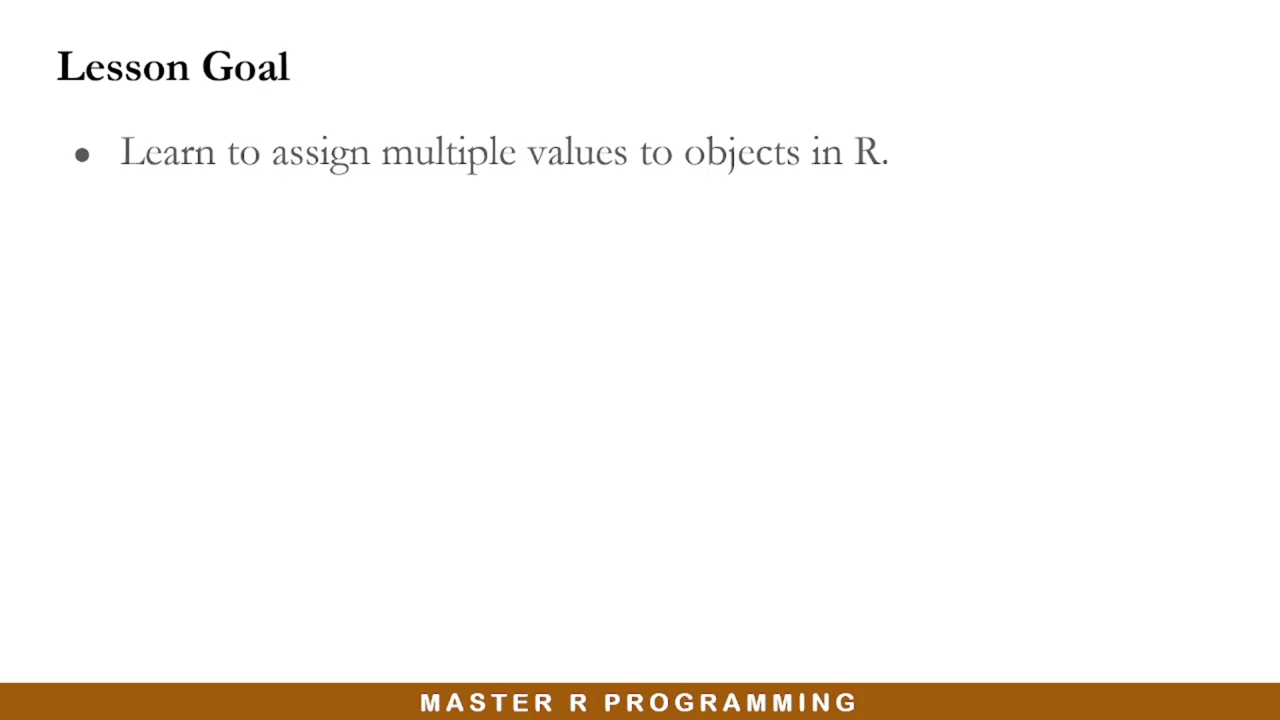 Lesson Goal
● Learn to assign multiple values to objects in R.
MASTER R PROGRAMMING